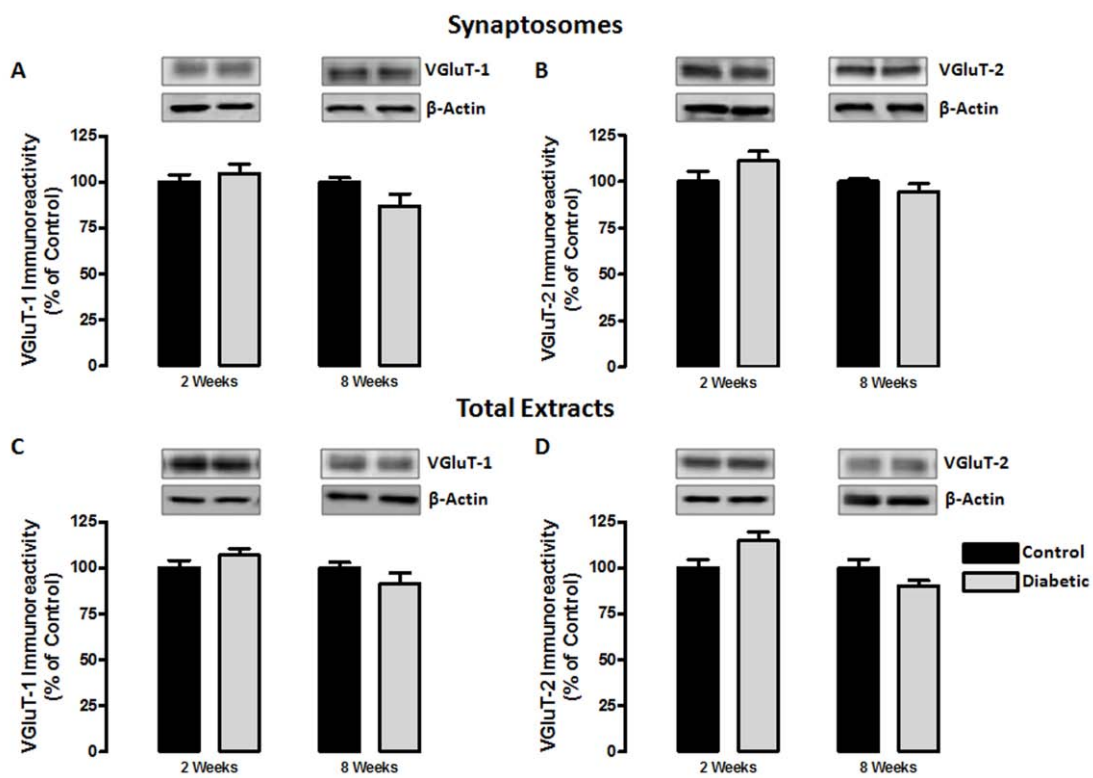 Synaptosomes
A
VGluT-1
β-Actin
VGluT-1 Immunoreactivity
(% of Control)
125
100
75
50
25
0
2 Weeks
8 Weeks
B
VGluT-2
β-Actin
VGluT-2 Immunoreactivity
(% of Control)
125
100
75
50
25
0
2 Weeks
8 Weeks
Total Extracts
C
VGluT-1
β-Actin
VGluT-1 Immunoreactivity
(% of Control)
125
100
75
50
25
0
2 Weeks
8 Weeks
D
VGluT-2
β-Actin
VGluT-2 Immunoreactivity
(% of Control)
125
100
75
50
25
0
2 Weeks
8 Weeks
Control
Diabetic